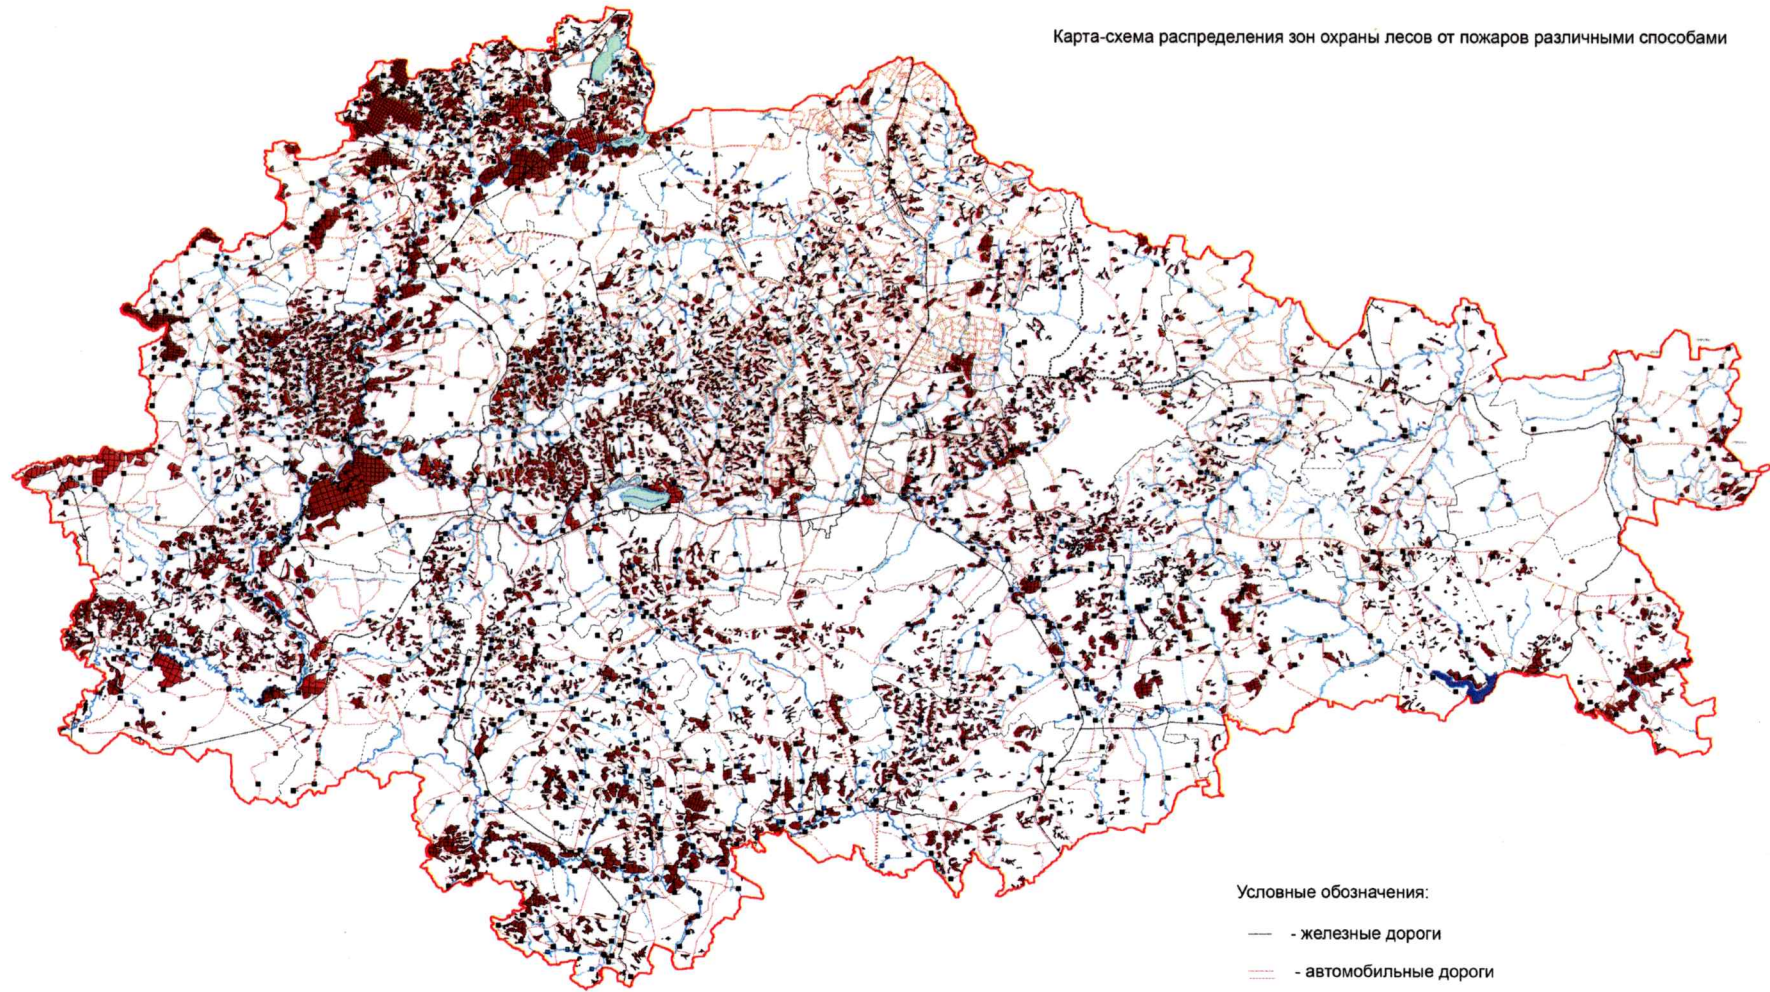 Карта-схема распределения зон охраны лесов от пожаров различными способами
Условные обозначения:
- железные дороги
- автомобильные дороги